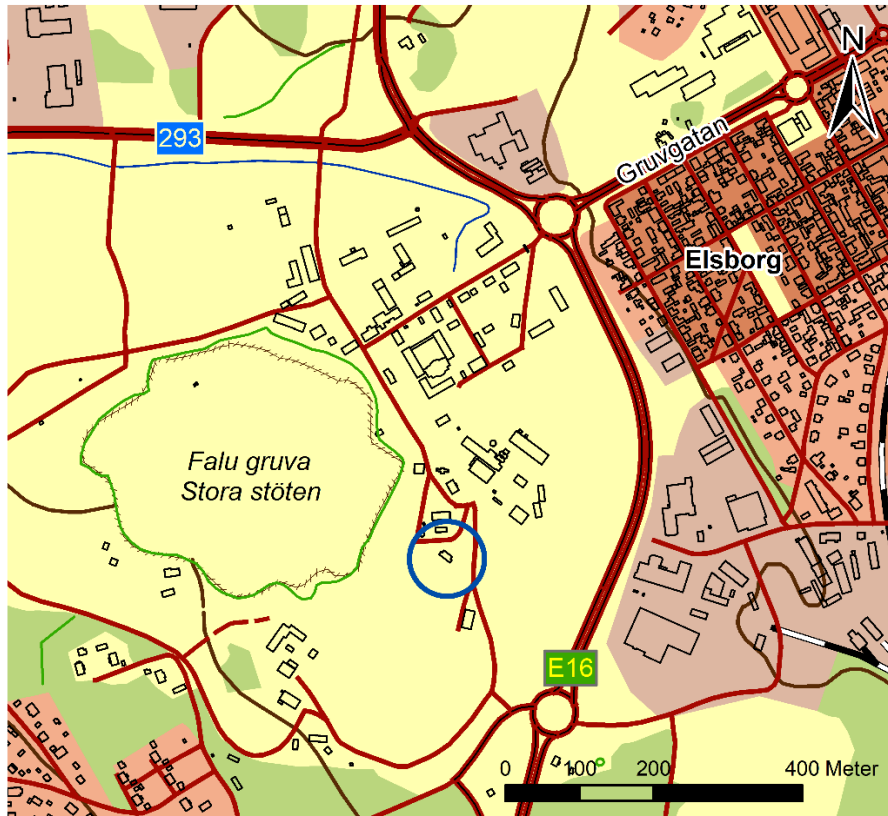 N
293
Gruvgatan
Elsborg
Falu gruva
Stora stöten
E16
0 100 200 400 Meter